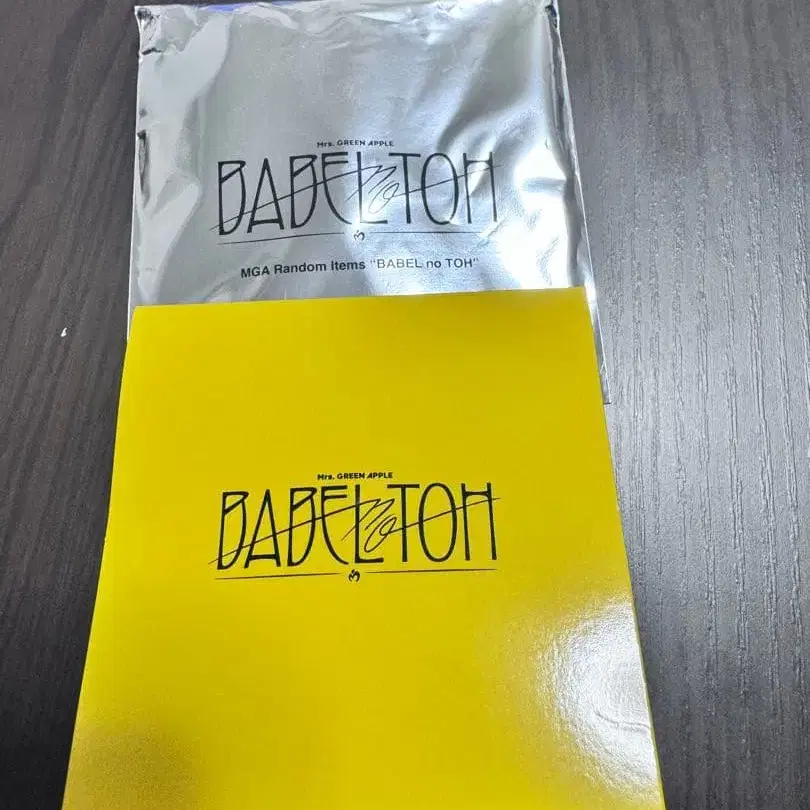 Mrs. GREEN APPLE
BABEL no TOH
MGA Random Items "BABEL no TOH"
Mrs. GREEN APPLE
BABEL no TOH